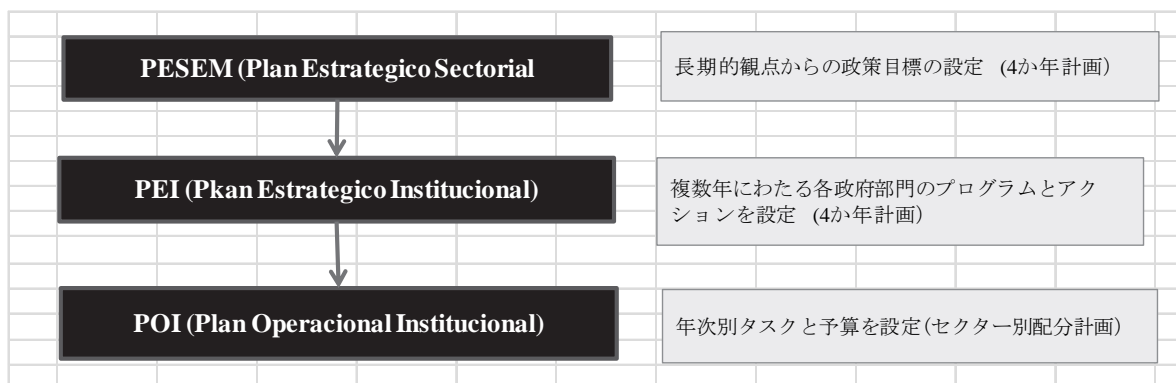 PESEM (Plan Estrategico Sectorial
長期的観点からの政策目標の設定 (4か年計画)
PEI (Pkan Estrategico Institucional)
複数年にわたる各政府部門のプログラムとアク
ションを設定 (4か年計画)
POI (Plan Operacional Institucional)
年次別タスクと予算を設定(セクター別配分計画)